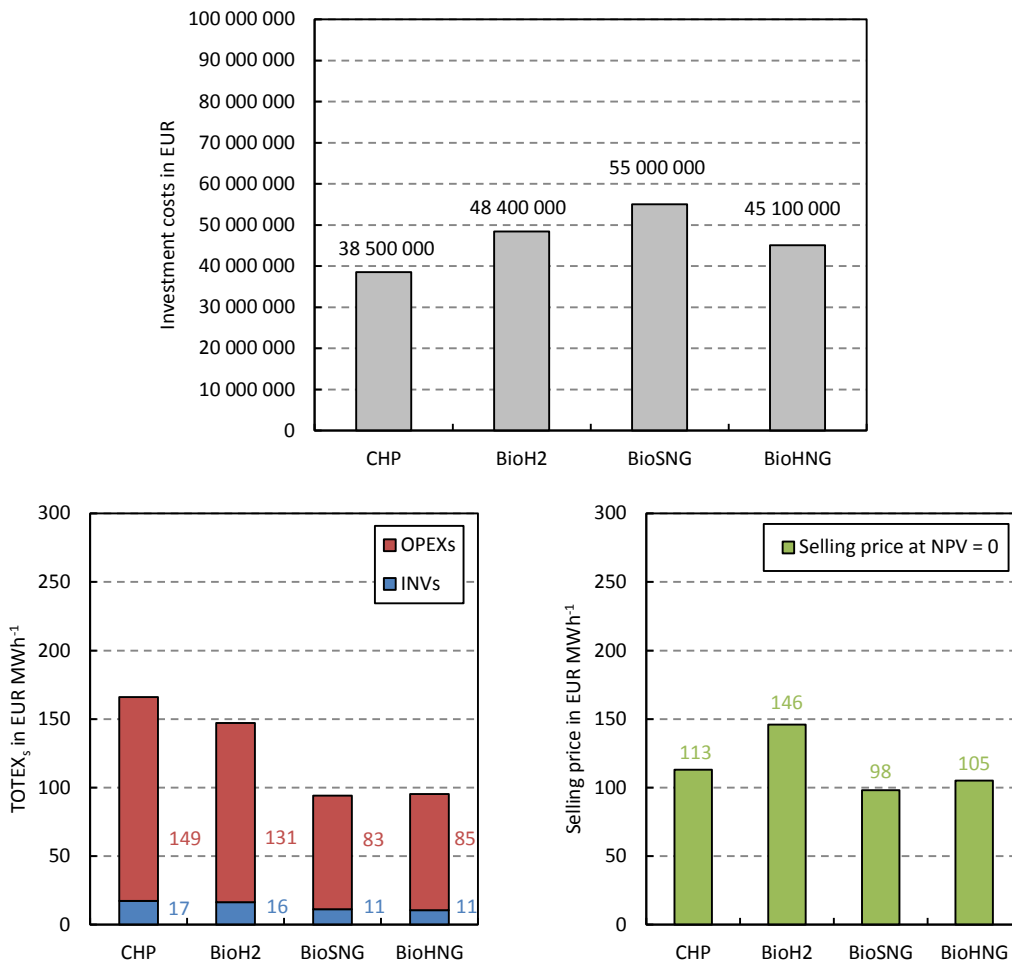 100 000 000
90 000 000
80 000 000
70 000 000
60 000 000
50 000 000
40 000 000
30 000 000
20 000 000
10 000 000
0
Investment costs in EUR
38 500 000
48 400 000
55 000 000
45 100 000
CHP BioH2 BioSNG BioHNG
300
250
200
150
100
50
0
TOTEXₛ in EUR MWh⁻¹
OPEXs
INVs
149 131 83 85
17 16 11 11
CHP BioH2 BioSNG BioHNG
300
250
200
150
100
50
0
Selling price in EUR MWh⁻¹
Selling price at NPV = 0
113 146 98 105
CHP BioH2 BioSNG BioHNG